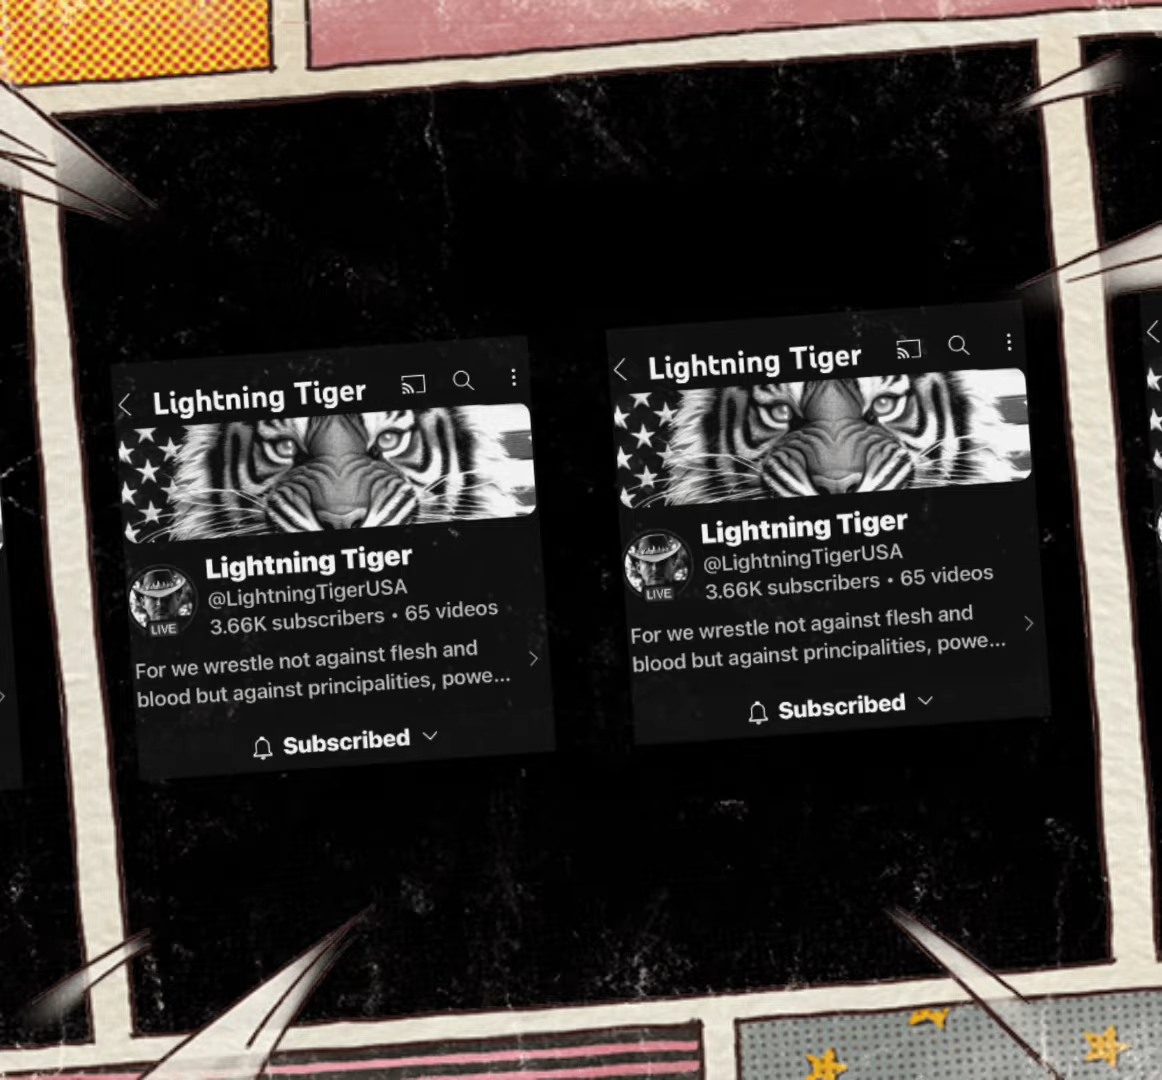 Lightning Tiger
Lightning Tiger
@LightningTigerUSA
3.66K subscribers • 65 videos
LIVE
For we wrestle not against flesh and
blood but against principalities, powe...
Subscribed
Lightning Tiger
Lightning Tiger
@LightningTigerUSA
3.66K subscribers • 65 videos
LIVE
For we wrestle not against flesh and
blood but against principalities, powe...
Subscribed